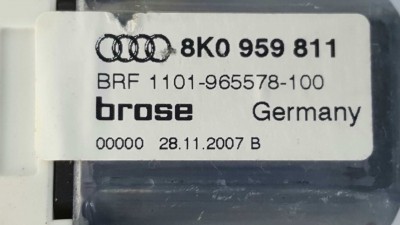 8K0 959 811
BRF 1101-965578-100
brose Germany
00000 28.11.2007 B